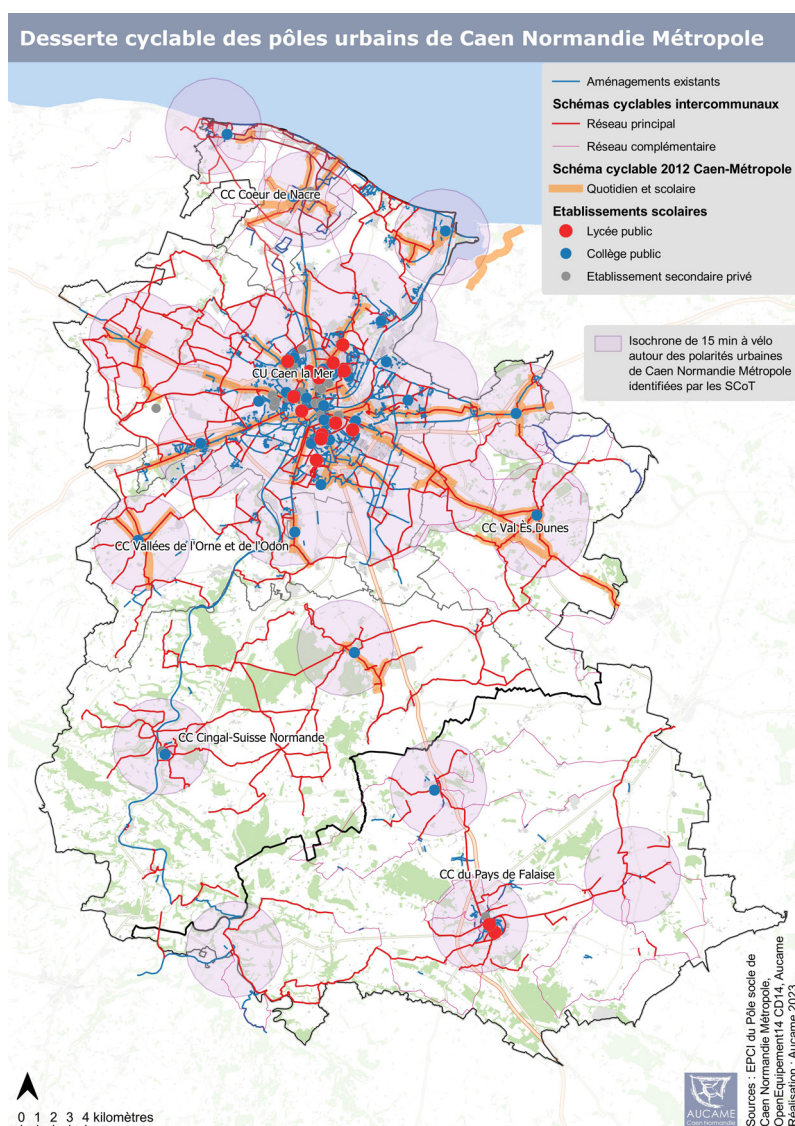 Desserte cyclable des pôles urbains de Caen Normandie Métropole
Aménagements existants
Schémas cyclables intercommunaux
Réseau principal
Réseau complémentaire
Schéma cyclable 2012 Caen-Métropole
Quotidien et scolaire
Etablissements scolaires
Lycée public
Collège public
Etablissement secondaire privé
Isochrone de 15 min à vélo
autour des polarités urbaines
de Caen Normandie Métropole
identifiées par les SCoT
CC Coeur de Nacre
CU Caen la Mer
CC Val Ès Dunes
CC Vallées de l'Orne et de l'Odon
CC Cingal-Suisse Normande
CC du Pays de Falaise
0 1 2 3 4 kilomètres
AUCAME
Caen Normandie
Sources : EPCI du Pôle socle de
Caen Normandie Métropole,
OpenEquipement14 CD14, Aucame
Réalisation : Aucame 2023